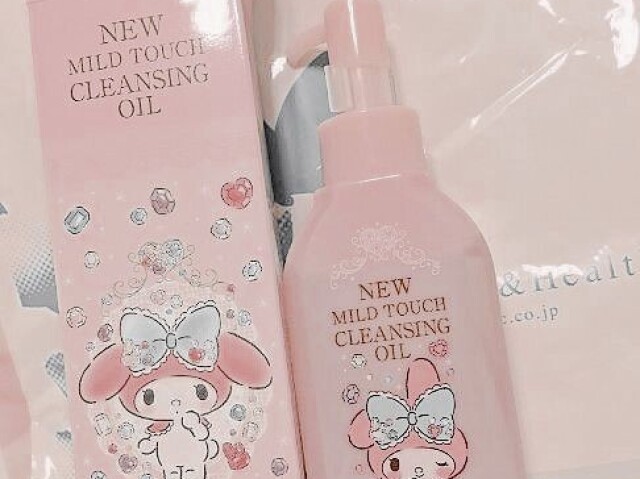 NEW
MILD TOUCH
CLEANSING
OIL
NEW
MILD TOUCH
CLEANSING
OIL
& Healt
c.co.jp